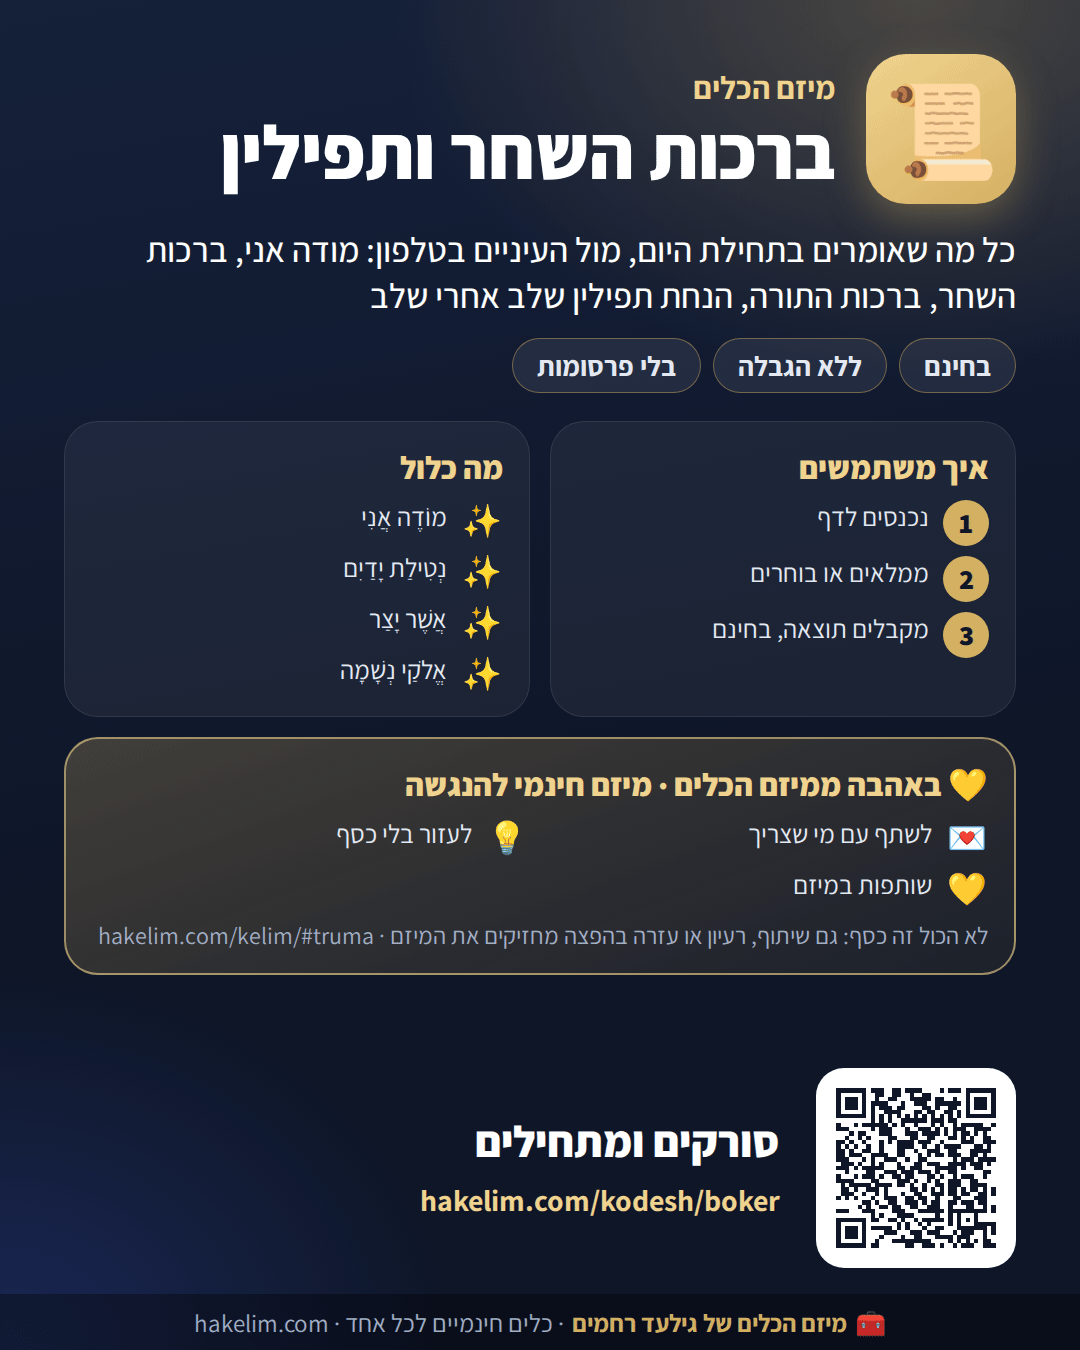 מיזם הכלים
ברכות השחר ותפילין
כל מה שאומרים בתחילת היום, מול העיניים בטלפון: מודה אני, ברכות
השחר, ברכות התורה, הנחת תפילין שלב אחרי שלב
בחינם
ללא הגבלה
בלי פרסומות
איך משתמשים
1 נכנסים לדף
2 ממלאים או בוחרים
3 מקבלים תוצאה, בחינם
מה כלול
מוֹדֶה אֲנִי
נְטִילַת יָדַיִם
אֲשֶׁר יָצַר
אֱלֹקַי נְשָׁמָה
באהבה ממיזם הכלים · מיזם חינמי להנגשה
לשתף עם מי שצריך
לעזור בלי כסף
שותפות במיזם
לא הכול זה כסף: גם שיתוף, רעיון או עזרה בהפצה מחזיקים את המיזם · hakelim.com/kelim/#truma
סורקים ומתחילים
hakelim.com/kodesh/boker
מיזם הכלים של גילעד רחמים · כלים חינמיים לכל אחד · hakelim.com